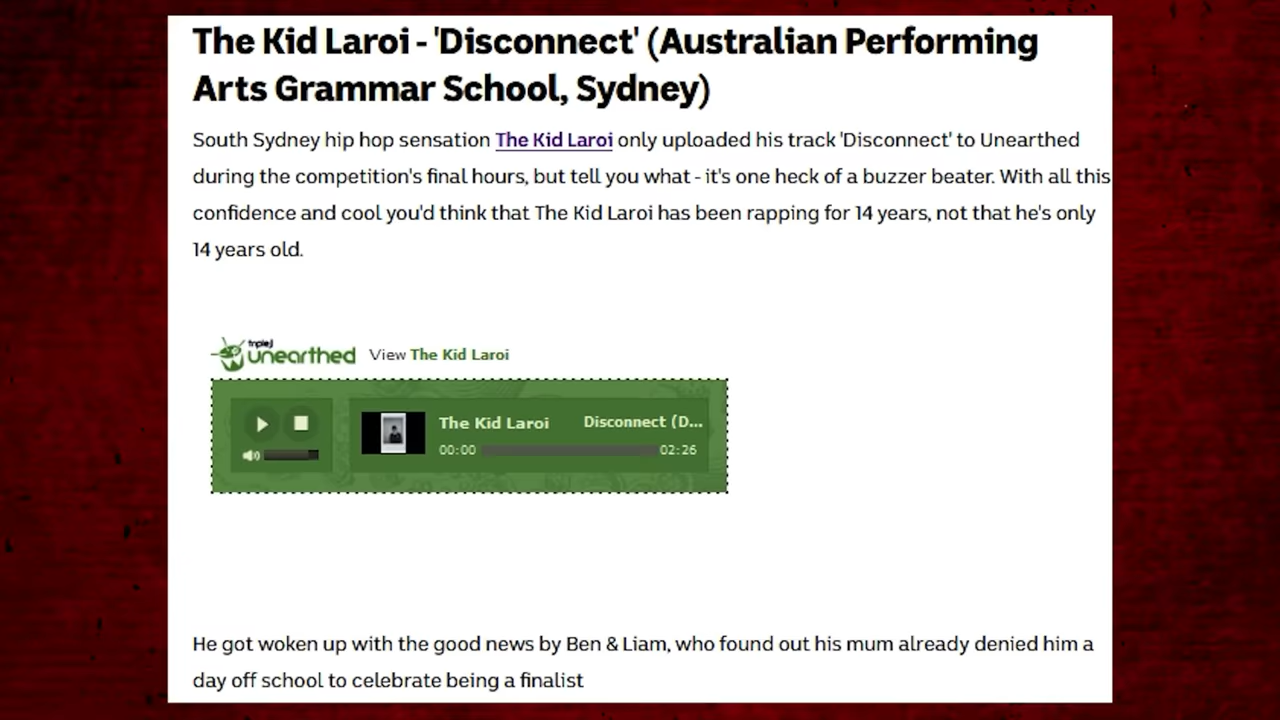 The Kid Laroi - 'Disconnect' (Australian Performing
Arts Grammar School, Sydney)
South Sydney hip hop sensation The Kid Laroi only uploaded his track 'Disconnect' to Unearthed
during the competition's final hours, but tell you what - it's one heck of a buzzer beater. With all this
confidence and cool you'd think that The Kid Laroi has been rapping for 14 years, not that he's only
14 years old.
triple j
unearthed View The Kid Laroi
The Kid Laroi Disconnect (D...
00:00 02:26
He got woken up with the good news by Ben & Liam, who found out his mum already denied him a
day off school to celebrate being a finalist